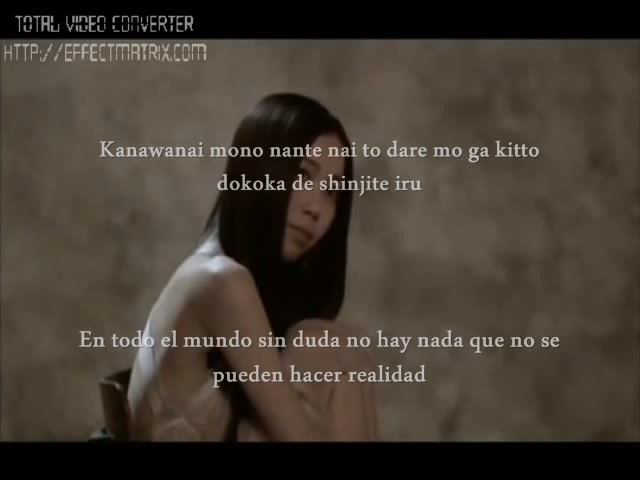 TOTAL VIDEO CONVERTER
HTTP://EFFECTMATRIX.COM
Kanawanai mono nante nai to dare mo ga kitto
dokoka de shinjite iru
En todo el mundo sin duda no hay nada que no se
pueden hacer realidad